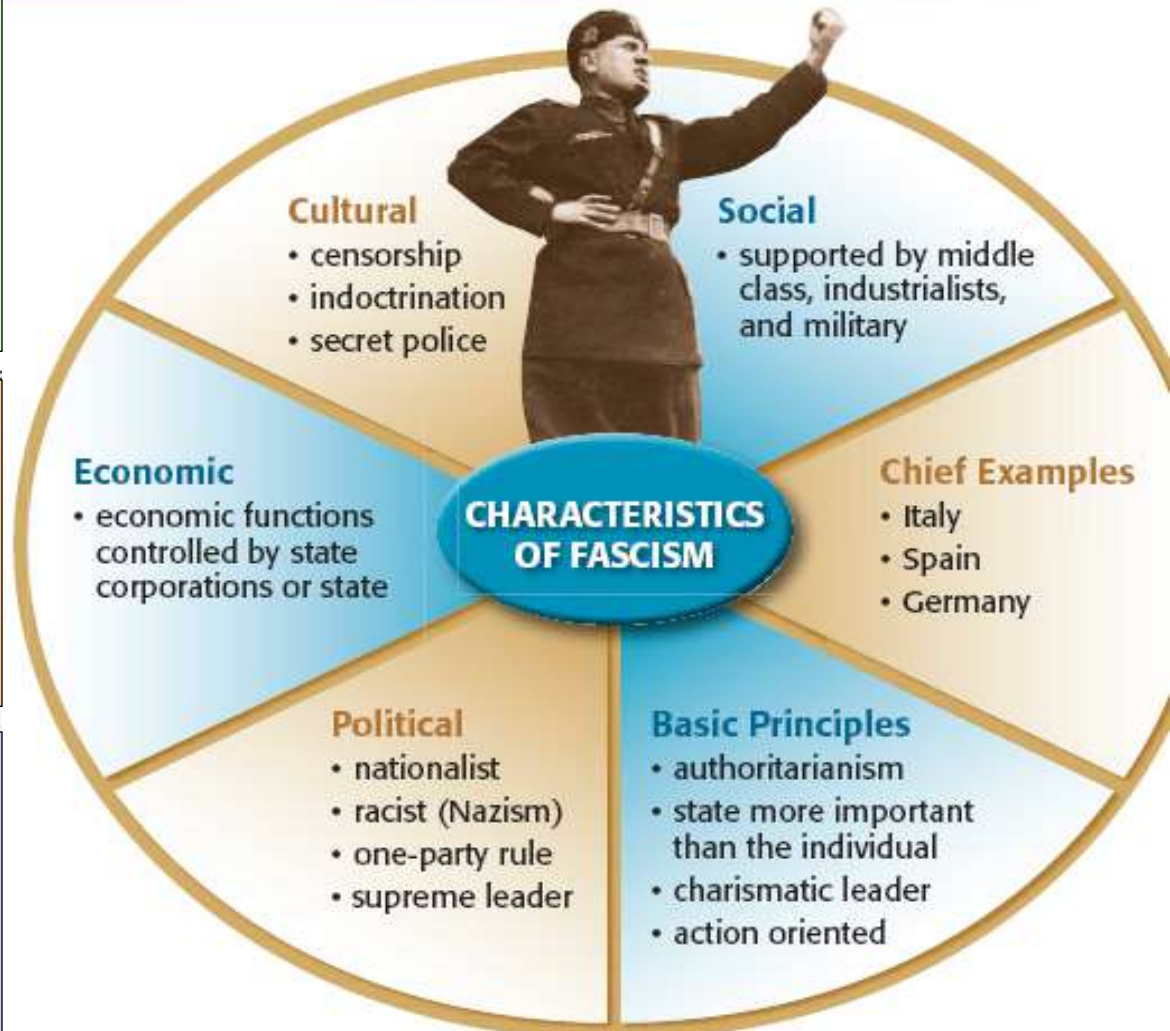 Cultural
• censorship
• indoctrination
• secret police
Social
• supported by middle
class, industrialists,
and military
Economic
• economic functions
controlled by state
corporations or state
CHARACTERISTICS
OF FASCISM
Chief Examples
• Italy
• Spain
• Germany
Political
• nationalist
• racist (Nazism)
• one-party rule
• supreme leader
Basic Principles
• authoritarianism
• state more important
than the individual
• charismatic leader
• action oriented